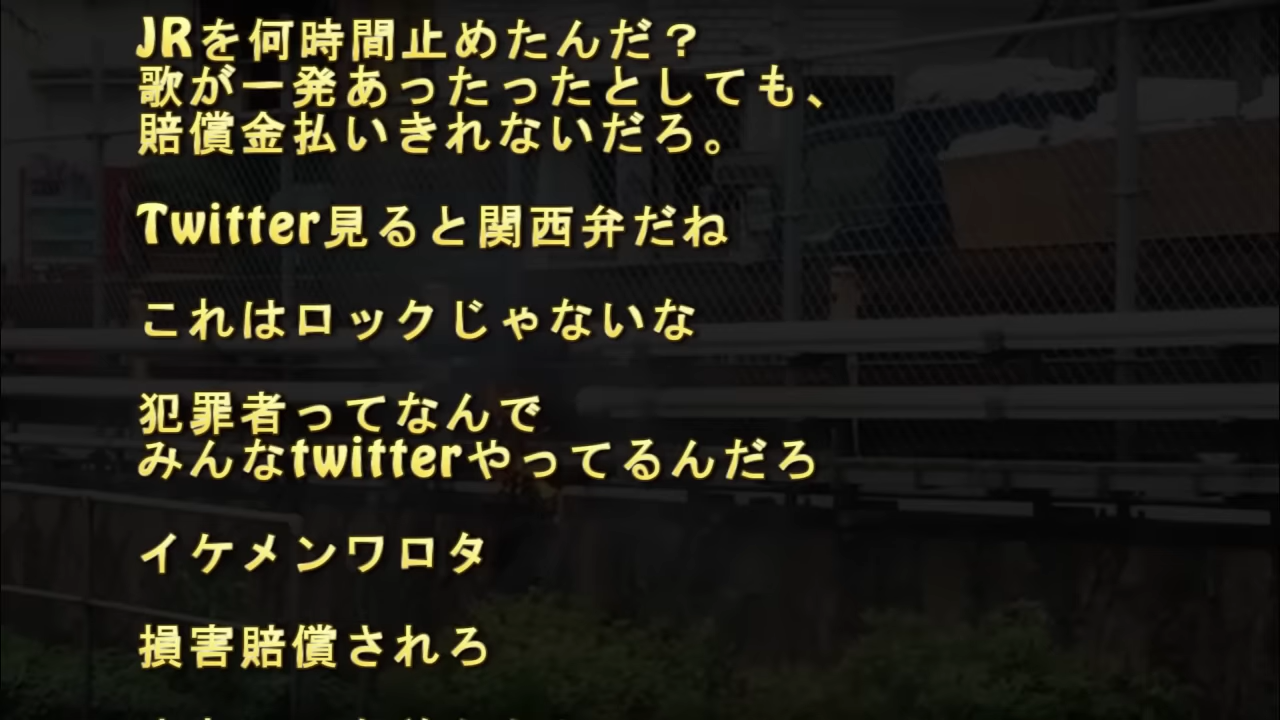 JRを何時間止めたんだ？
歌が一発あったったとしても、
賠償金払いきれないだろ。
Twitter見ると関西弁だね
これはロックじゃないな
犯罪者ってなんで
みんなtwitterやってるんだろ
イケメンワロタ
損害賠償されろ